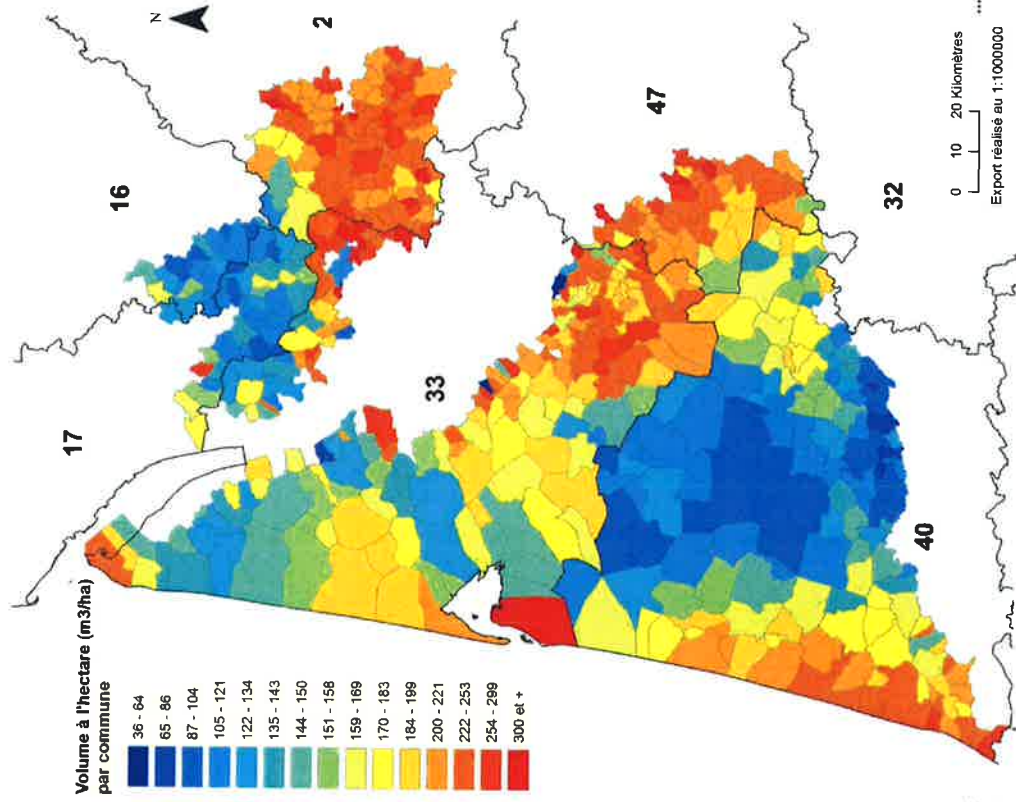 Volume à l'hectare (m3/ha)
par commune
36 - 64
65 - 86
87 - 104
105 - 121
122 - 134
135 - 143
144 - 150
151 - 158
159 - 169
170 - 183
184 - 199
200 - 221
222 - 253
254 - 299
300 et +
N
17
16
2
33
47
40
32
0 10 20 Kilomètres
Export réalisé au 1:1000000